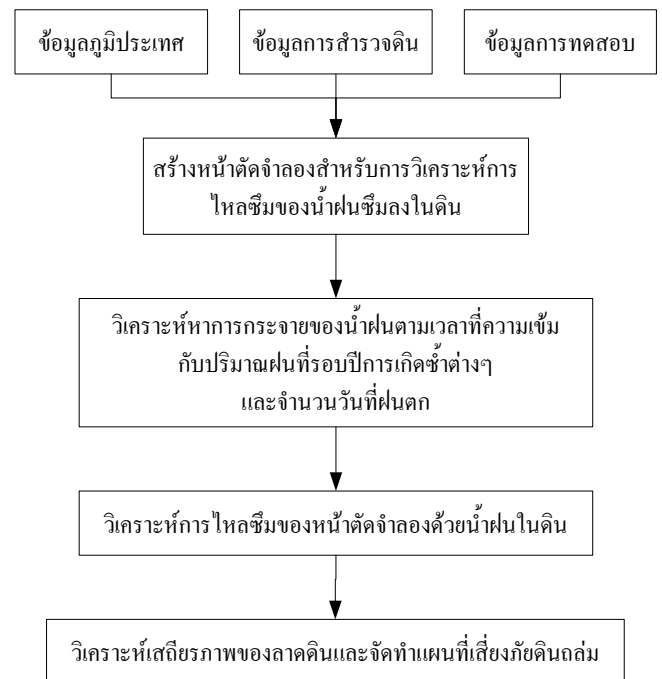 ข้อมูลภูมิประเทศ
ข้อมูลการสำรวจดิน
ข้อมูลการทดสอบ
สร้างหน้าตัดจำลองสำหรับการวิเคราะห์การ
ไหลซึมของน้ำฝนซึมลงในดิน
วิเคราะห์หาการกระจายของน้ำฝนตามเวลาที่ความเข้ม
กับปริมาณฝนที่รอบปีการเกิดซ้ำต่างๆ
และจำนวนวันที่ฝนตก
วิเคราะห์การไหลซึมของหน้าตัดจำลองด้วยน้ำฝนในดิน
วิเคราะห์เสถียรภาพของลาดดินและจัดทำแผนที่เสี่ยงภัยดินถล่ม